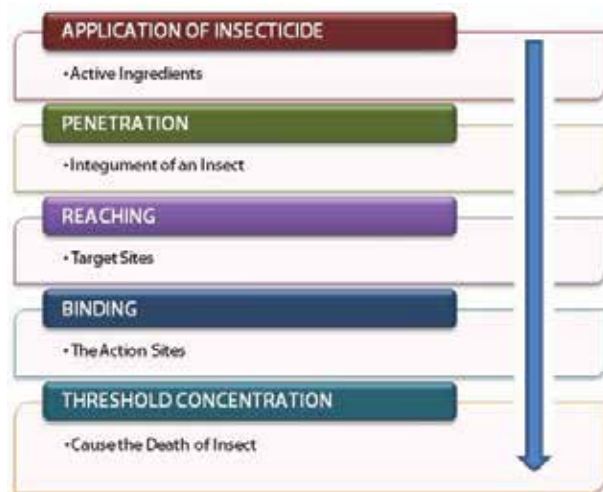 APPLICATION OF INSECTICIDE
•Active Ingredients
PENETRATION
•Integument of an Insect
REACHING
•Target Sites
BINDING
•The Action Sites
THRESHOLD CONCENTRATION
•Cause the Death of Insect